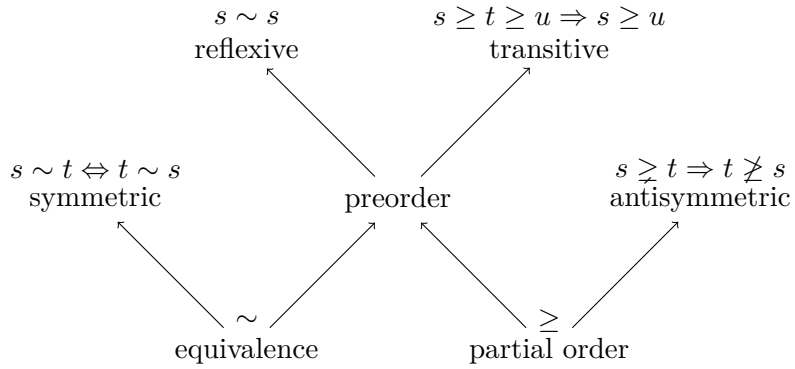 s ∼ s
reflexive
s ≥ t ≥ u ⇒ s ≥ u
transitive
s ∼ t ⇔ t ∼ s
symmetric
preorder
s ≩ t ⇒ t ≱ s
antisymmetric
∼
equivalence
≥
partial order